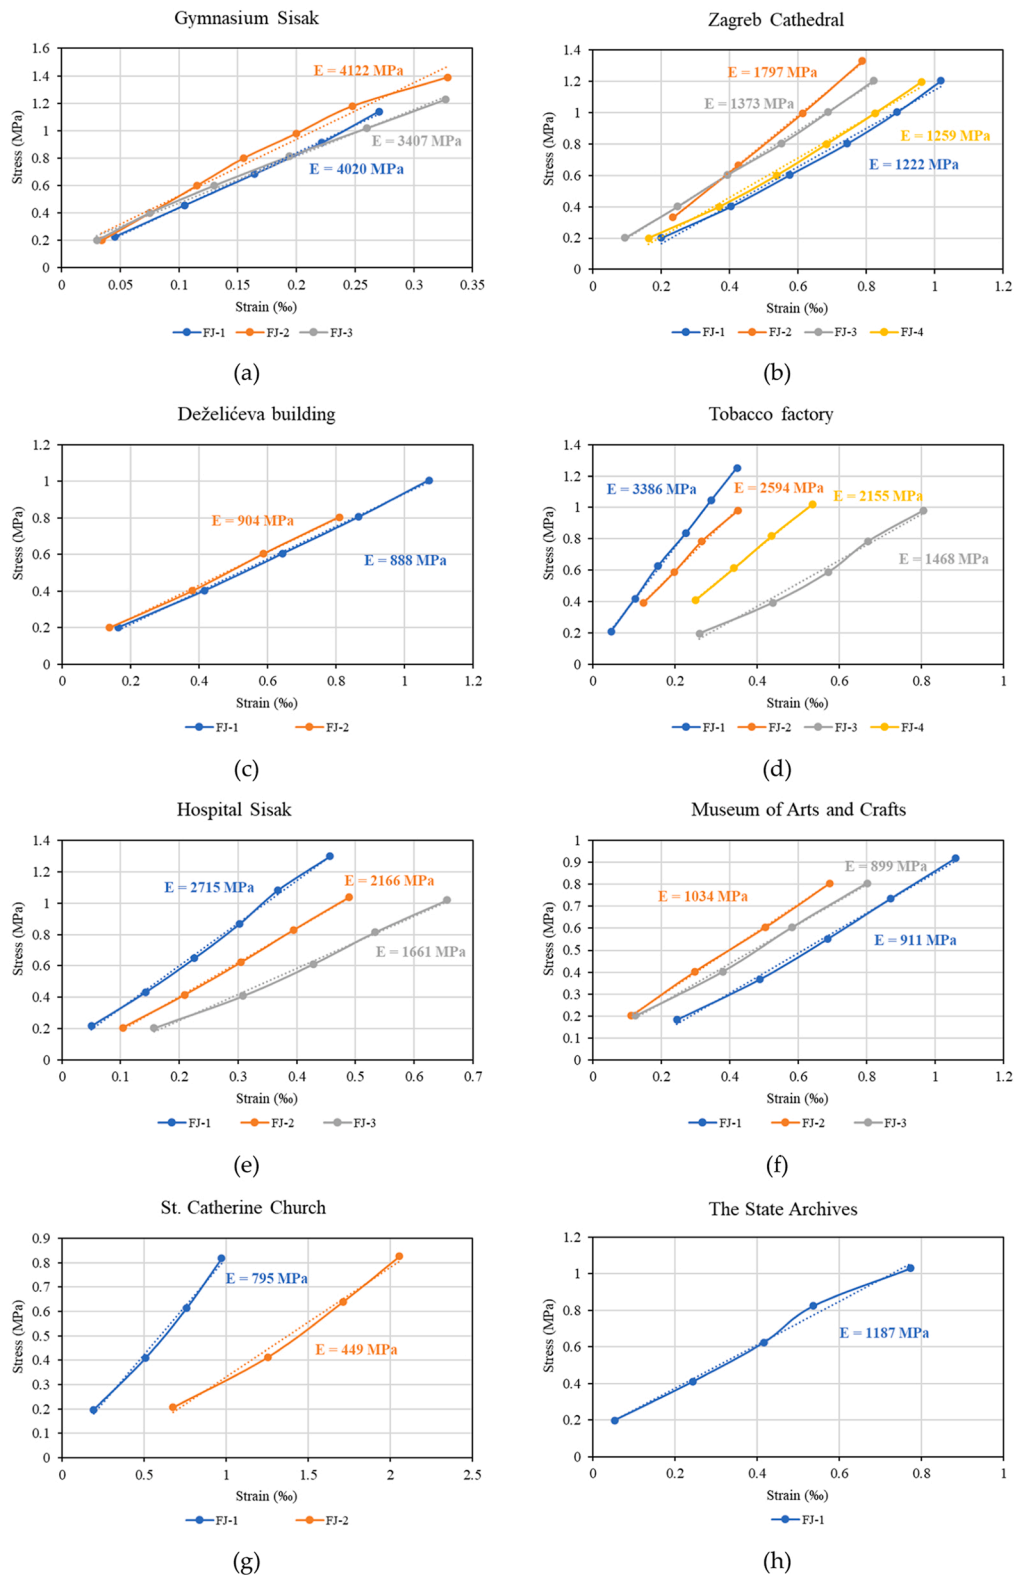 Gymnasium Sisak
1.6
1.4
1.2
1
0.8
0.6
0.4
0.2
0
Stress (MPa)
E = 4122 MPa
E = 3407 MPa
E = 4020 MPa
0 0.05 0.1 0.15 0.2 0.25 0.3 0.35
Strain (‰)
FJ-1 FJ-2 FJ-3
(a)
Zagreb Cathedral
1.4
1.2
1
0.8
0.6
0.4
0.2
0
Stress (MPa)
E = 1797 MPa
E = 1373 MPa
E = 1259 MPa
E = 1222 MPa
0 0.2 0.4 0.6 0.8 1 1.2
Strain (‰)
FJ-1 FJ-2 FJ-3 FJ-4
(b)
Deželićeva building
1.2
1
0.8
0.6
0.4
0.2
0
Stress (MPa)
E = 904 MPa
E = 888 MPa
0 0.2 0.4 0.6 0.8 1 1.2
Strain (‰)
FJ-1 FJ-2
(c)
Tobacco factory
1.4
1.2
1
0.8
0.6
0.4
0.2
0
Stress (MPa)
E = 3386 MPa
E = 2594 MPa
E = 2155 MPa
E = 1468 MPa
0 0.2 0.4 0.6 0.8 1
Strain (‰)
FJ-1 FJ-2 FJ-3 FJ-4
(d)
Hospital Sisak
1.4
1.2
1
0.8
0.6
0.4
0.2
0
Stress (MPa)
E = 2715 MPa
E = 2166 MPa
E = 1661 MPa
0 0.1 0.2 0.3 0.4 0.5 0.6 0.7
Strain (‰)
FJ-1 FJ-2 FJ-3
(e)
Museum of Arts and Crafts
1
0.9
0.8
0.7
0.6
0.5
0.4
0.3
0.2
0.1
0
Stress (MPa)
E = 899 MPa
E = 1034 MPa
E = 911 MPa
0 0.2 0.4 0.6 0.8 1 1.2
Strain (‰)
FJ-1 FJ-2 FJ-3
(f)
St. Catherine Church
0.9
0.8
0.7
0.6
0.5
0.4
0.3
0.2
0.1
0
Stress (MPa)
E = 795 MPa
E = 449 MPa
0 0.5 1 1.5 2 2.5
Strain (‰)
FJ-1 FJ-2
(g)
The State Archives
1.2
1
0.8
0.6
0.4
0.2
0
Stress (MPa)
E = 1187 MPa
0 0.2 0.4 0.6 0.8 1
Strain (‰)
FJ-1
(h)